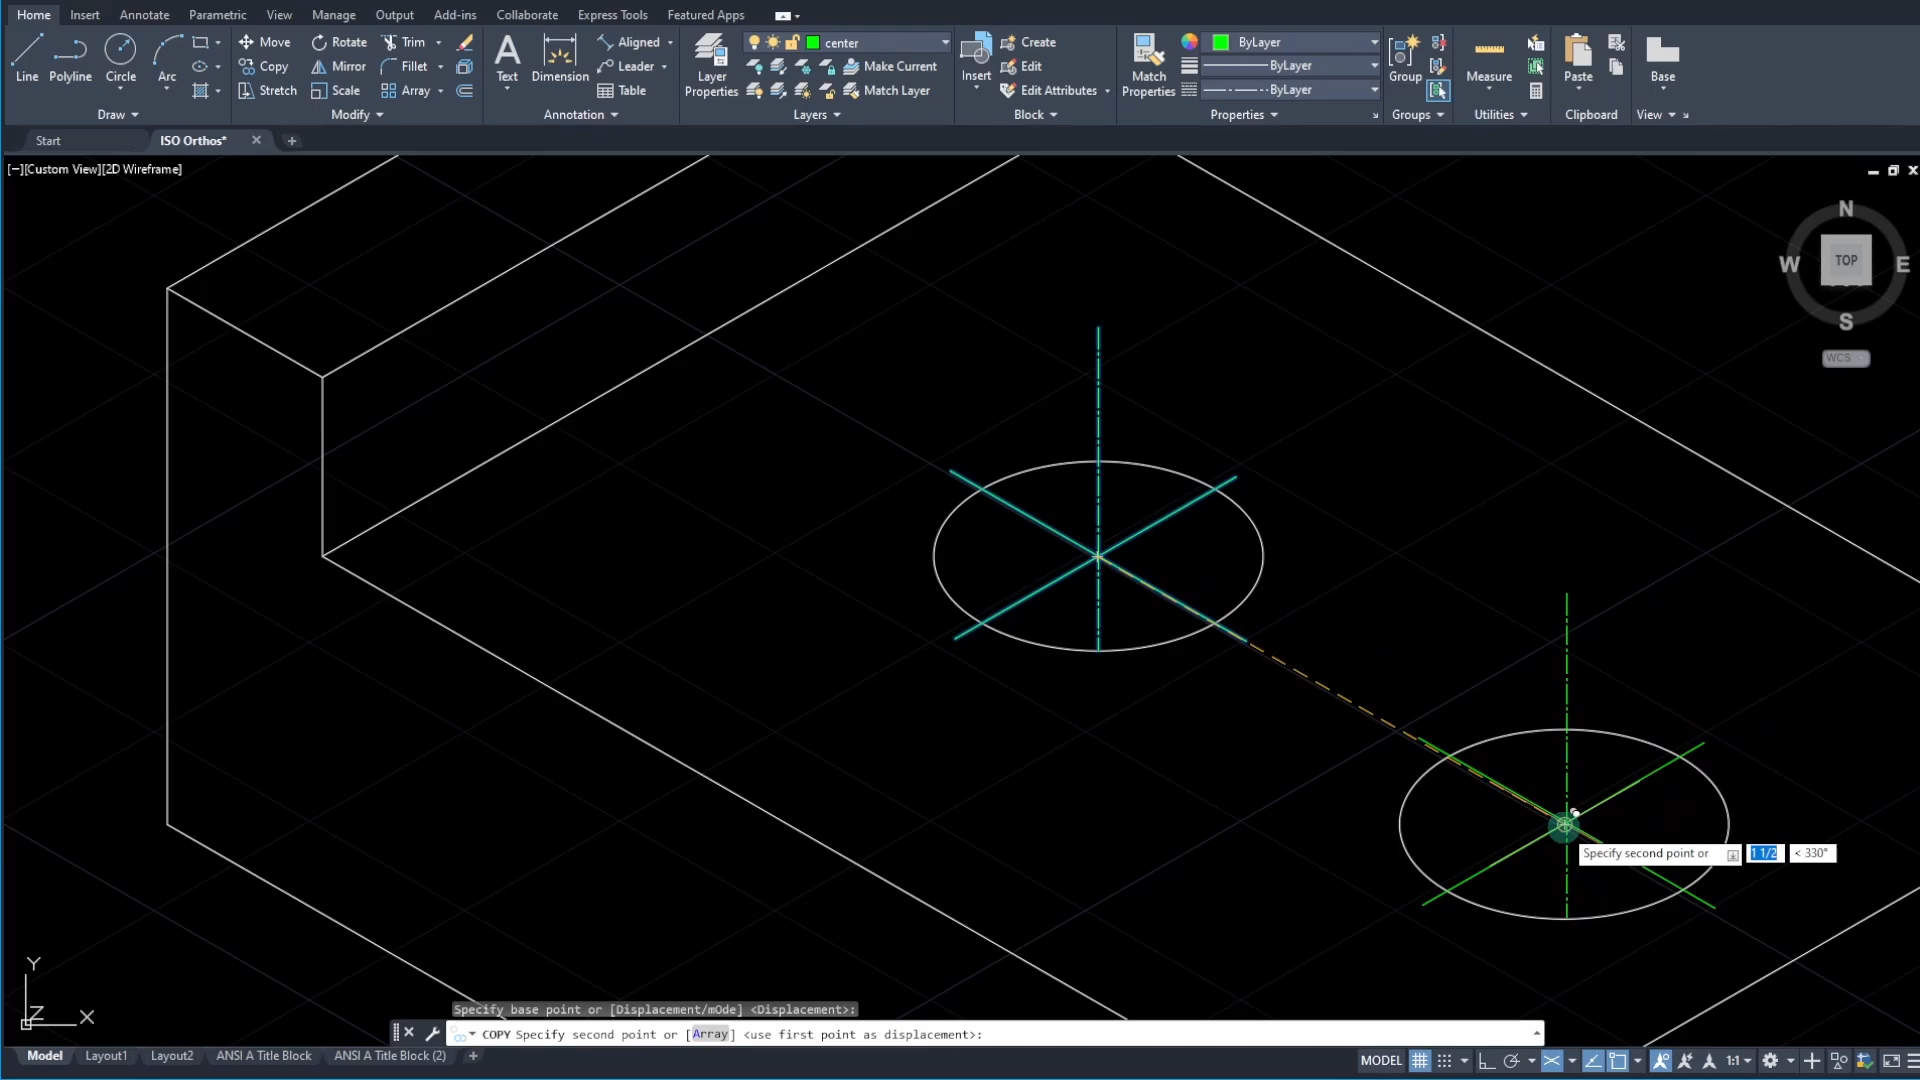 Home Insert Annotate Parametric View Manage Output Add-ins Collaborate Express Tools Featured Apps
Line Polyline Circle Arc
Move Rotate Trim
Copy Mirror Fillet
Stretch Scale Array
Text Dimension
Aligned
Leader
Table
Layer Properties
center
Make Current
Match Layer
Insert
Create
Edit
Edit Attributes
Match Properties
ByLayer
ByLayer
ByLayer
Group
Measure
Paste
Base
Draw Modify Annotation Layers Block Properties Groups Utilities Clipboard View
Start ISO Orthos*
[−][Custom View][2D Wireframe]
N
W TOP E
S
WCS
Specify second point or 1 1/2 < 330°
Y
Z X
Specify base point or [Displacement/mOde] <Displacement>:
COPY Specify second point or [Array] <use first point as displacement>:
Model Layout1 Layout2 ANSI A Title Block ANSI A Title Block (2) +
MODEL 1:1